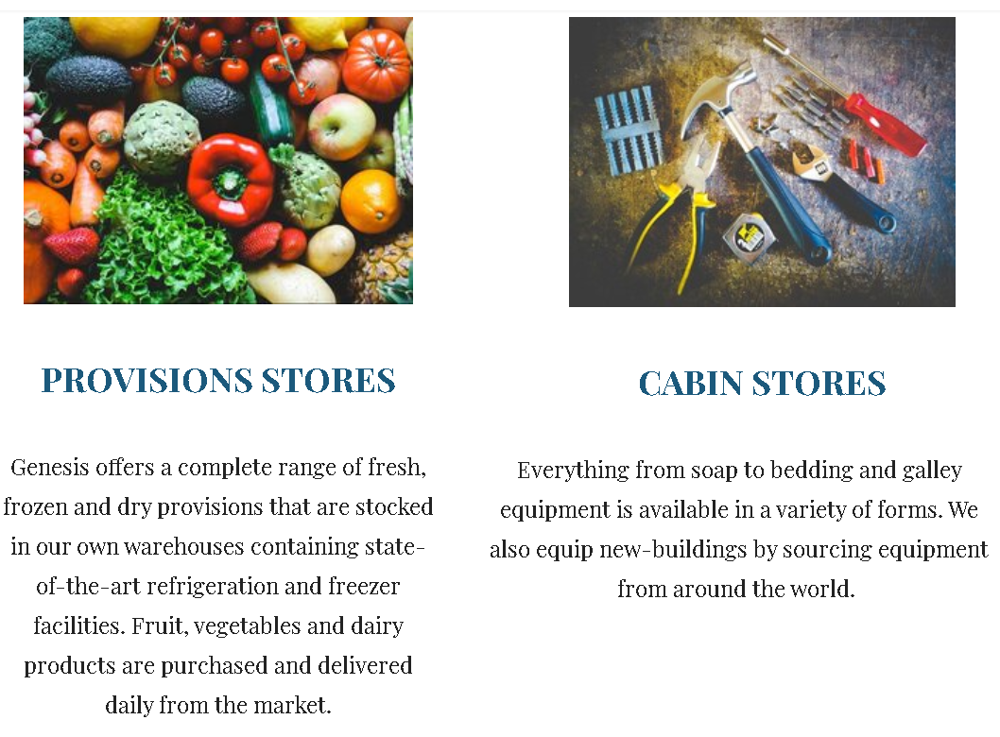 PROVISIONS STORES
Genesis offers a complete range of fresh,
frozen and dry provisions that are stocked
in our own warehouses containing state-
of-the-art refrigeration and freezer
facilities. Fruit, vegetables and dairy
products are purchased and delivered
daily from the market.
CABIN STORES
Everything from soap to bedding and galley
equipment is available in a variety of forms. We
also equip new-buildings by sourcing equipment
from around the world.